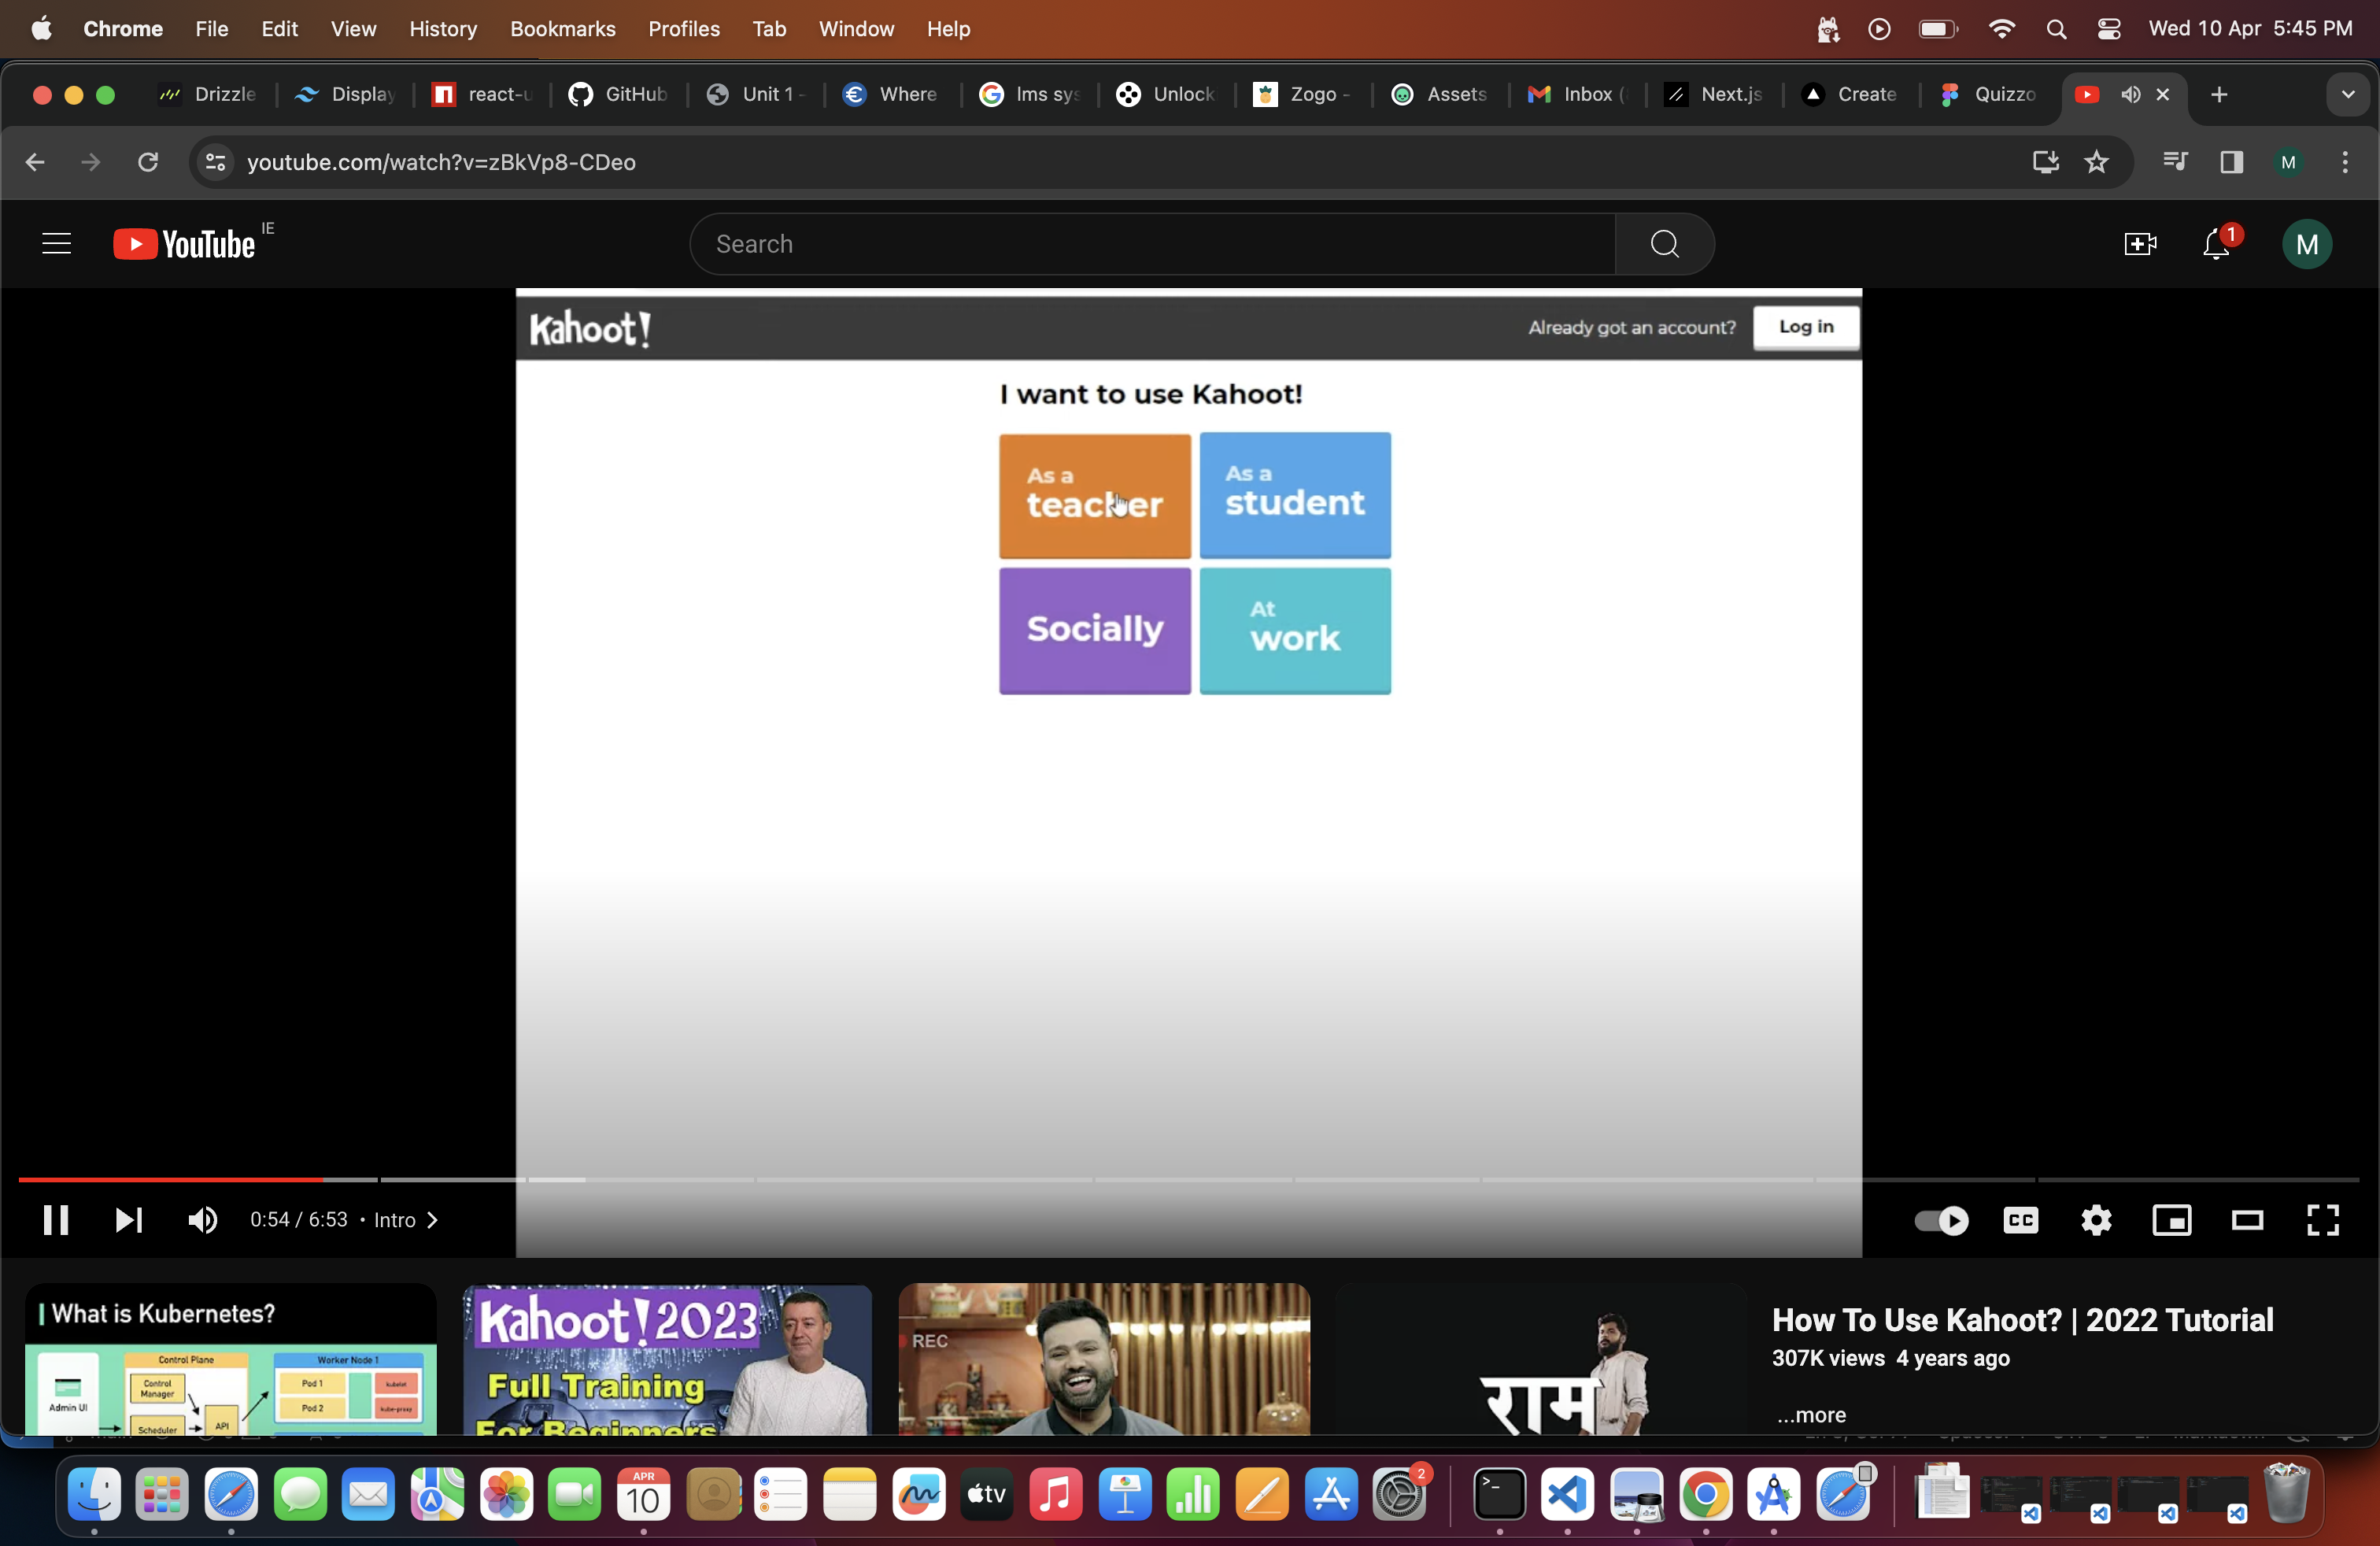 Chrome File Edit View History Bookmarks Profiles Tab Window Help Wed 10 Apr 5:45 PM
Drizzle Display react-u GitHub Unit 1 - Where lms sys Unlock Zogo - Assets Inbox ( Next.js Create Quizzo
youtube.com/watch?v=zBkVp8-CDeo M
YouTube IE Search 1 M
Kahoot! Already got an account? Log in
I want to use Kahoot!
As a
teacher
As a
student
Socially
At
work
0:54 / 6:53 • Intro CC
What is Kubernetes?
Control Plane
Worker Node 1
Admin UI
Control
Manager
Scheduler
API
Pod 1
Pod 2
kubelet
kube-proxy
Kahoot! 2023
Full Training
For Beginners
REC
राम
How To Use Kahoot? | 2022 Tutorial
307K views 4 years ago
...more
APR
10
tv
2